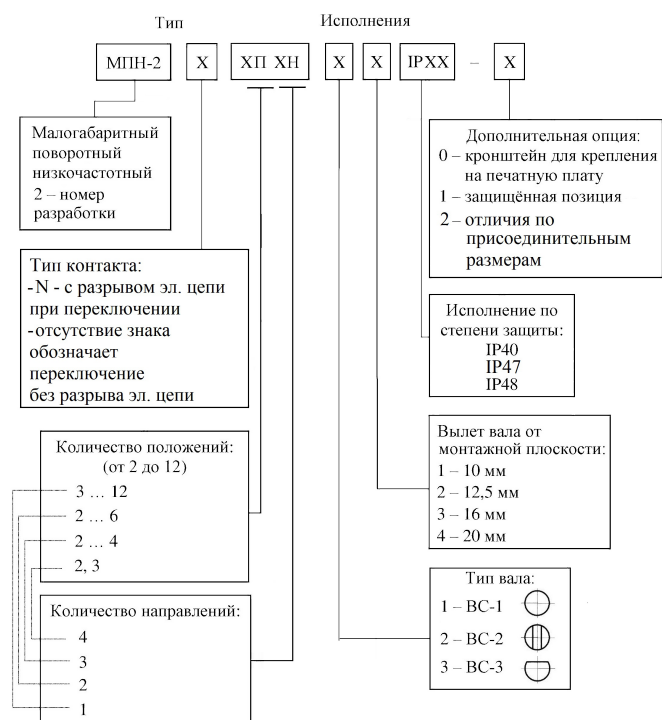 Тип
Исполнения
МПН-2
Х
ХП ХН
Х
Х
IPXX
–
Х
Малогабаритный
поворотный
низкочастотный
2 – номер
разработки
Дополнительная опция:
0 – кронштейн для крепления
на печатную плату
1 – защищённая позиция
2 – отличия по
присоединительным
размерам
Тип контакта:
-N - с разрывом эл. цепи
при переключении
-отсутствие знака
обозначает
переключение
без разрыва эл. цепи
Исполнение по
степени защиты:
IP40
IP47
IP48
Количество положений:
(от 2 до 12)
3 … 12
2 … 6
2 … 4
2, 3
Вылет вала от
монтажной плоскости:
1 – 10 мм
2 – 12,5 мм
3 – 16 мм
4 – 20 мм
Количество направлений:
4
3
2
1
Тип вала:
1 – ВС-1
2 – ВС-2
3 – ВС-3